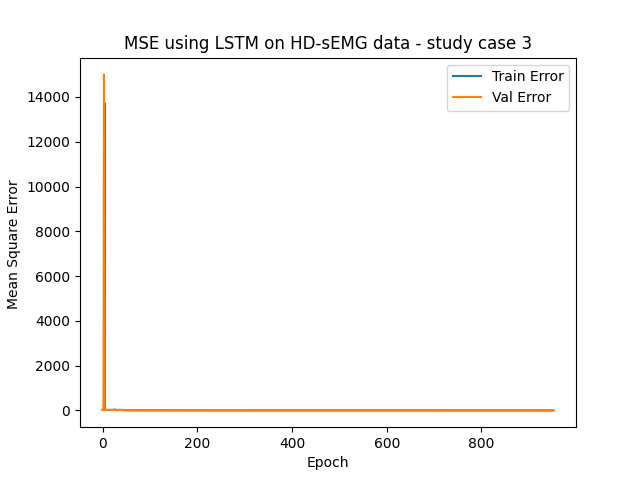 MSE using LSTM on HD-sEMG data - study case 3
Train Error
Val Error
14000
12000
10000
8000
6000
4000
2000
0
Mean Square Error
0 200 400 600 800
Epoch